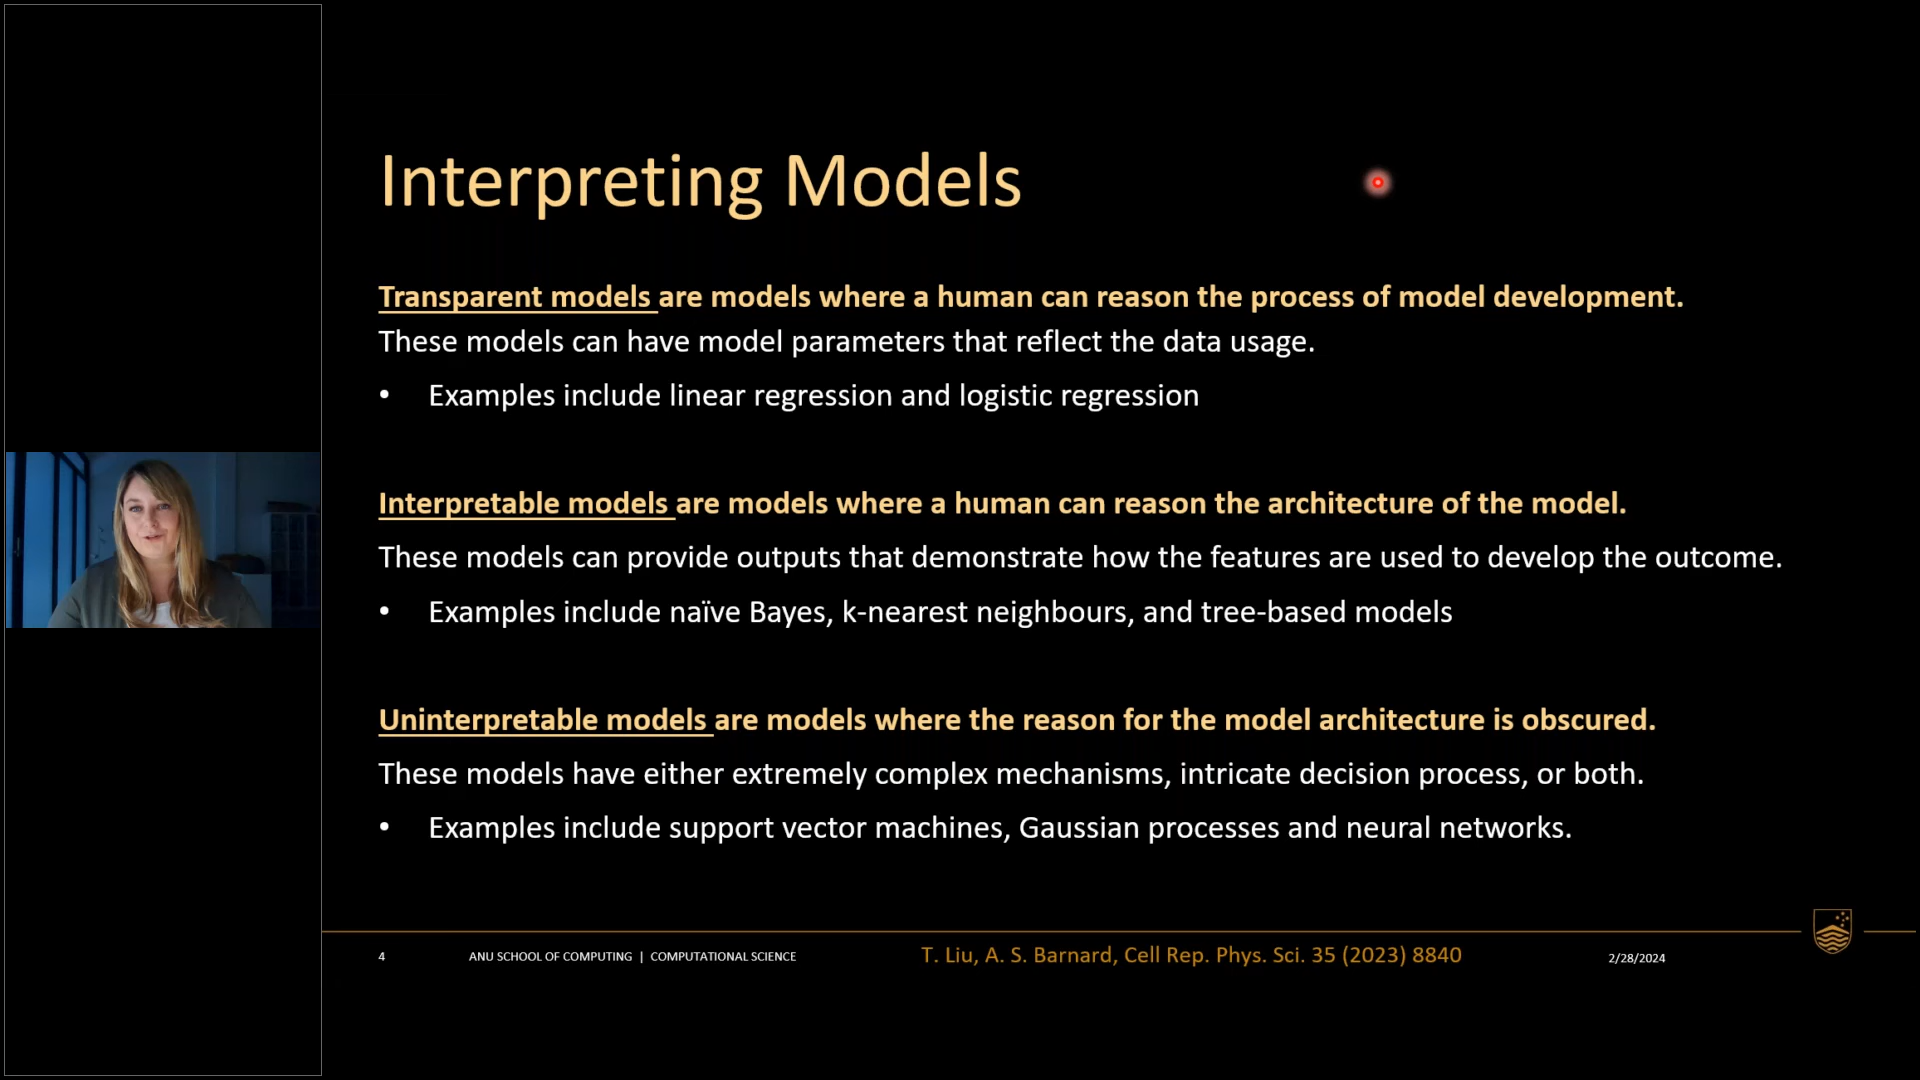 Interpreting Models
Transparent models are models where a human can reason the process of model development.
These models can have model parameters that reflect the data usage.
• Examples include linear regression and logistic regression
Interpretable models are models where a human can reason the architecture of the model.
These models can provide outputs that demonstrate how the features are used to develop the outcome.
• Examples include naïve Bayes, k-nearest neighbours, and tree-based models
Uninterpretable models are models where the reason for the model architecture is obscured.
These models have either extremely complex mechanisms, intricate decision process, or both.
• Examples include support vector machines, Gaussian processes and neural networks.
4 ANU SCHOOL OF COMPUTING | COMPUTATIONAL SCIENCE T. Liu, A. S. Barnard, Cell Rep. Phys. Sci. 35 (2023) 8840 2/28/2024